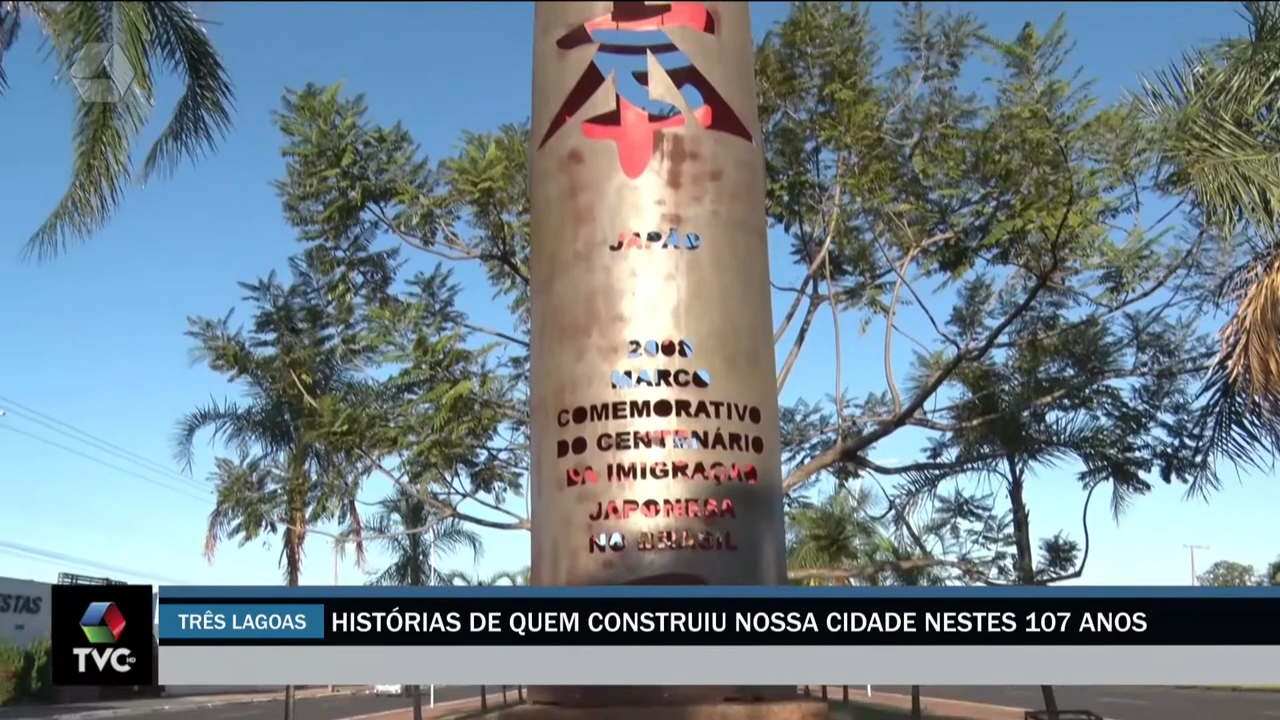 JAPÃO
2008
MARCO
COMEMORATIVO
DO CENTENÁRIO
DA IMIGRAÇÃO
JAPONESA
NO BRASIL
ESTAS
TRÊS LAGOAS
HISTÓRIAS DE QUEM CONSTRUIU NOSSA CIDADE NESTES 107 ANOS
TVC HD